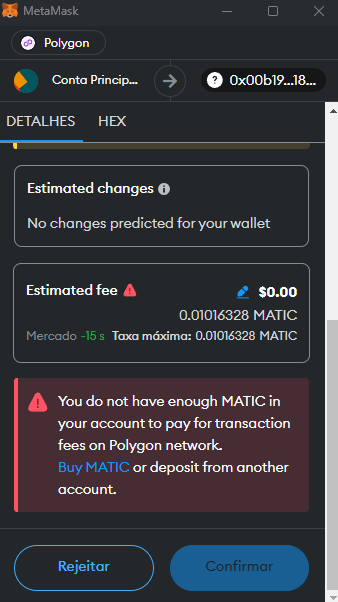 MetaMask
Polygon
Conta Princip...
0x00b19...18...
DETALHES
HEX
Estimated changes
No changes predicted for your wallet
Estimated fee
$0.00
0.01016328 MATIC
Mercado -15 s Taxa máxima: 0.01016328 MATIC
You do not have enough MATIC in
your account to pay for transaction
fees on Polygon network.
Buy MATIC or deposit from another
account.
Rejeitar
Confirmar